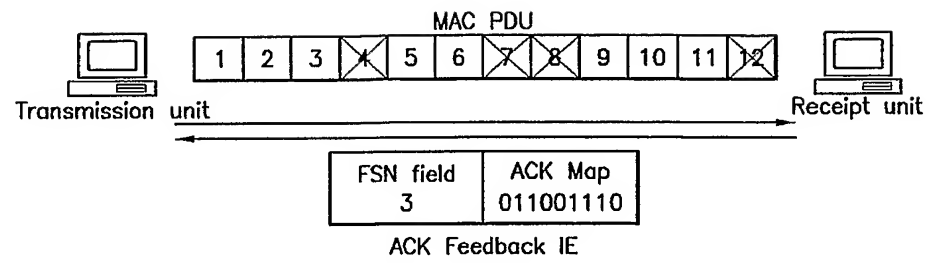 MAC PDU
1 2 3 4 5 6 7 8 9 10 11 12
Transmission unit
Receipt unit
FSN field ACK Map
3 011001110
ACK Feedback IE